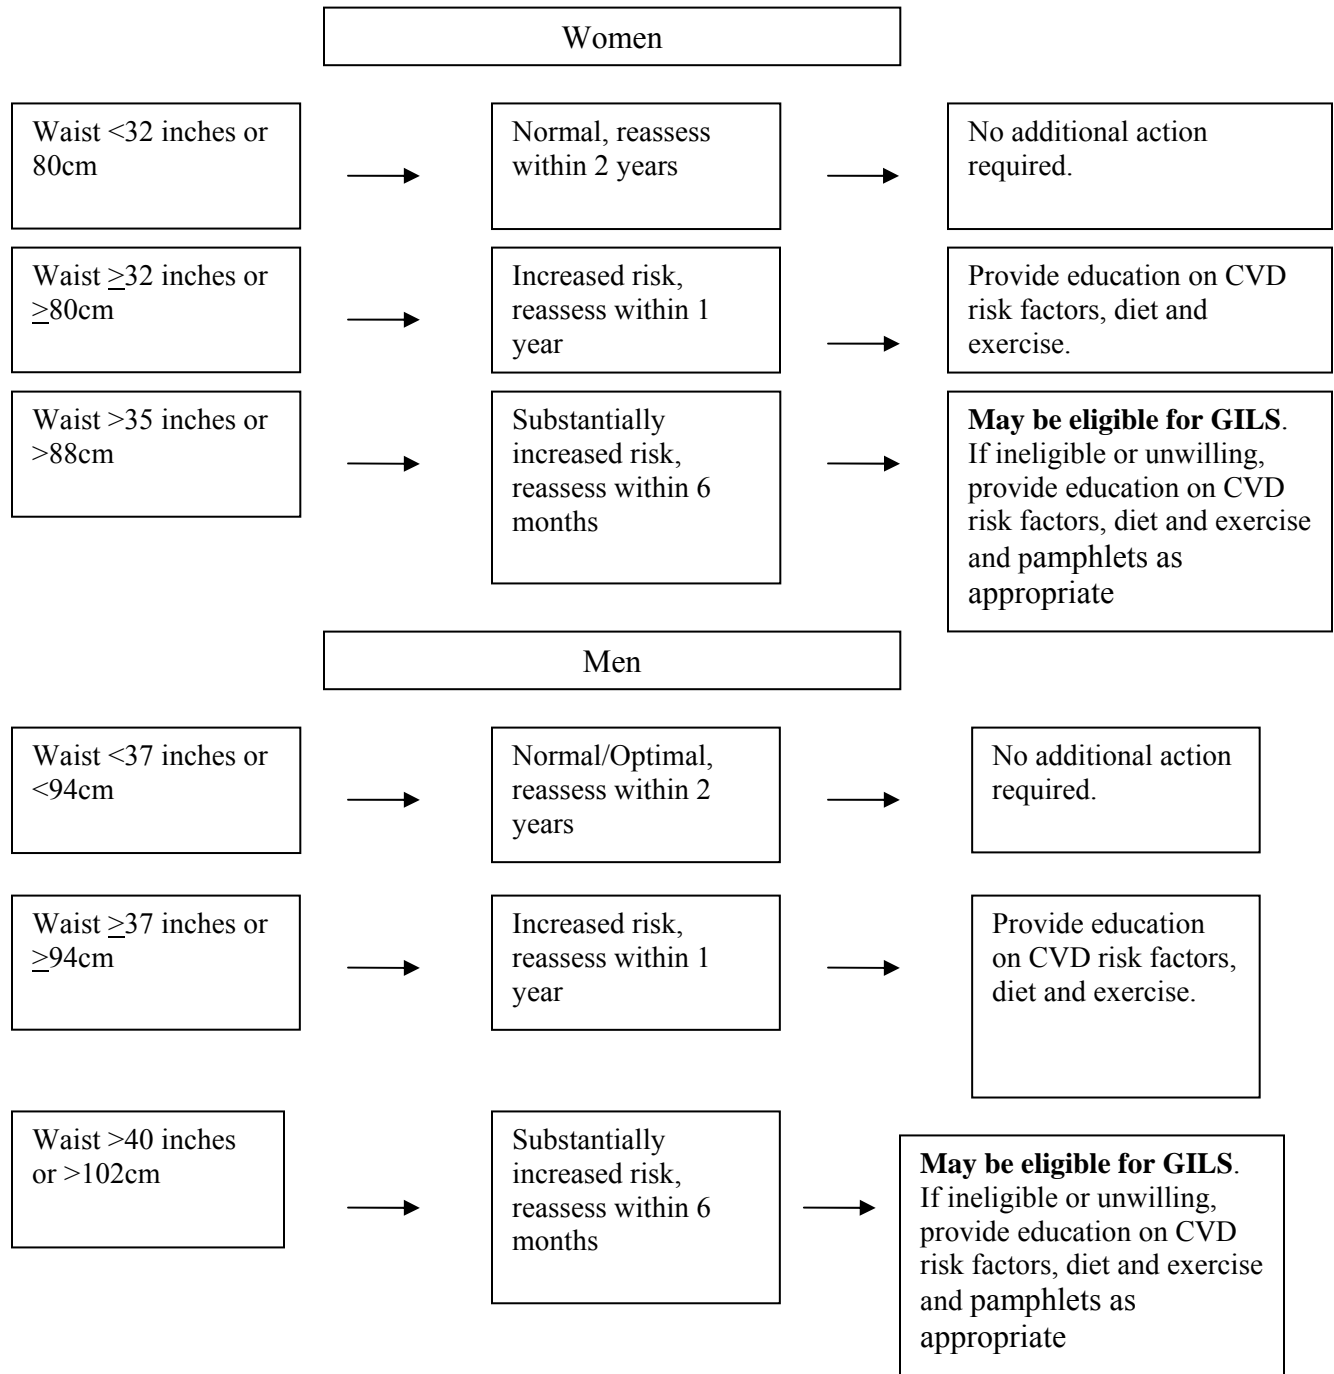 Women
Waist <32 inches or
80cm
Normal, reassess
within 2 years
No additional action
required.
Waist ≥32 inches or
≥80cm
Increased risk,
reassess within 1
year
Provide education on CVD
risk factors, diet and
exercise.
Waist >35 inches or
>88cm
Substantially
increased risk,
reassess within 6
months
May be eligible for GILS.
If ineligible or unwilling,
provide education on CVD
risk factors, diet and exercise
and pamphlets as
appropriate
Men
Waist <37 inches or
<94cm
Normal/Optimal,
reassess within 2
years
No additional action
required.
Waist ≥37 inches or
≥94cm
Increased risk,
reassess within 1
year
Provide education
on CVD risk factors,
diet and exercise.
Waist >40 inches
or >102cm
Substantially
increased risk,
reassess within 6
months
May be eligible for GILS.
If ineligible or unwilling,
provide education on CVD
risk factors, diet and exercise
and pamphlets as
appropriate